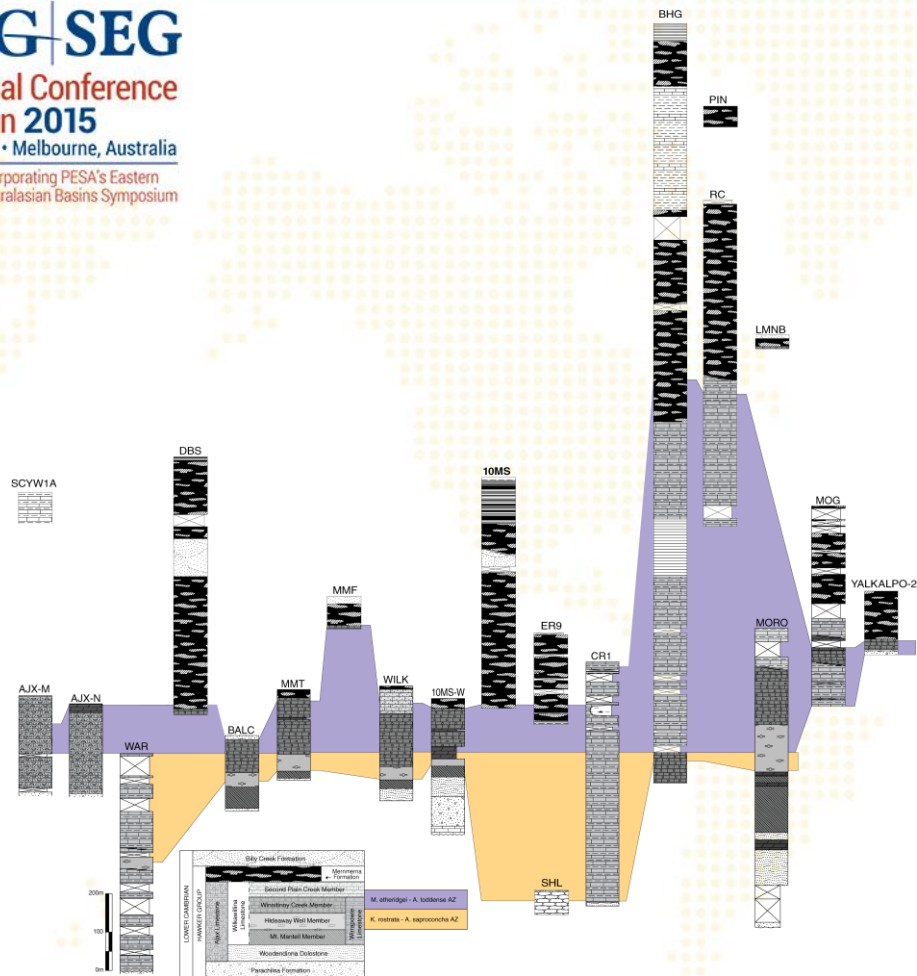 G SEG
al Conference
n 2015
• Melbourne, Australia
rporating PESA's Eastern
ralasian Basins Symposium
BHG
PIN
RC
LMNB
DBS
SCYW1A
10MS
MOG
YALKALPO-2
MMF
ER9
MORO
CR1
AJX-M
AJX-N
MMT
WILK
10MS-W
BALC
WAR
SHL
200m
100
0m
LOWER CAMBRIAN
HAWKER GROUP
Ajax Limestone
Wilkawillina Limestone
Wirrapowie Limestone
Billy Creek Formation
Mernmerna
Formation
Second Plain Creek Member
Winnitinny Creek Member
Hideaway Well Member
Mt. Mantell Member
Woodendinna Dolostone
Parachilna Formation
M. etheridgei - A. toddense AZ
K. rostrata - A. saproconcha AZ